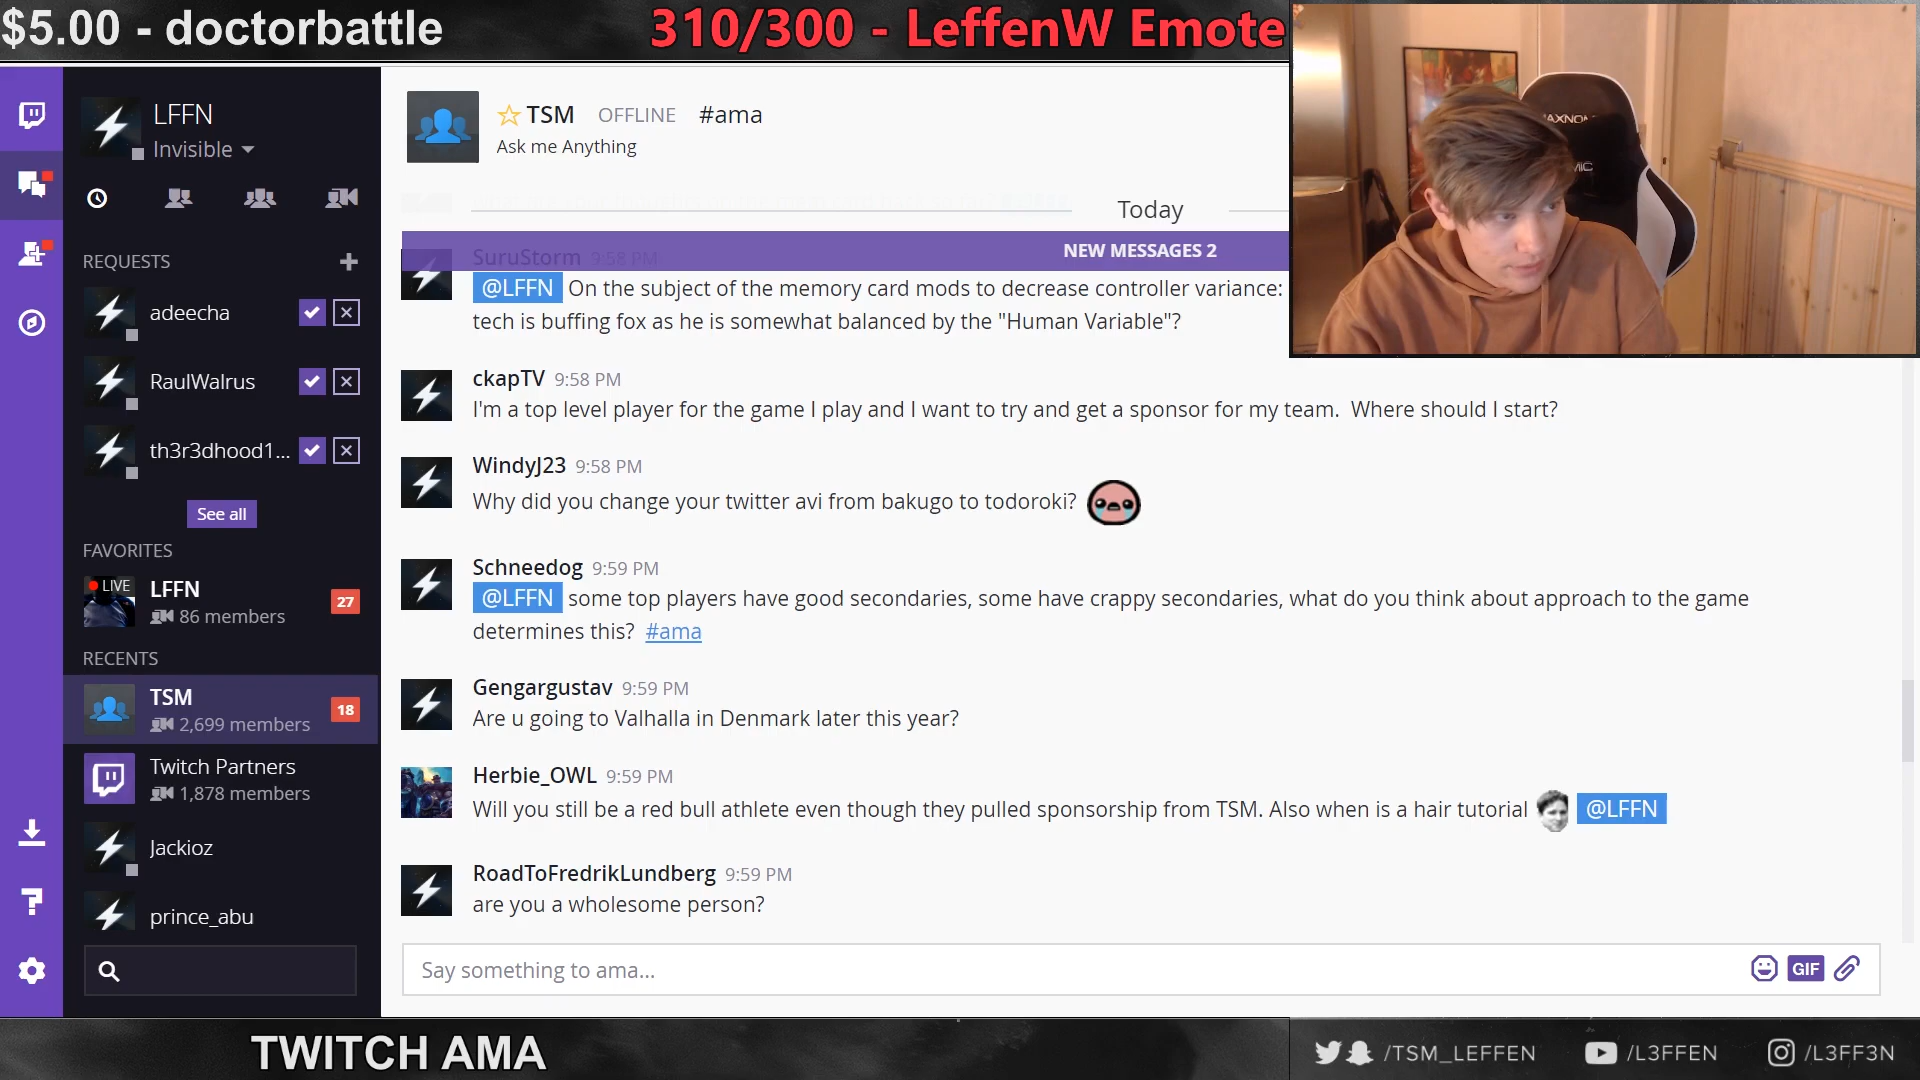 $5.00 - doctorbattle
310/300 - LeffenW Emote
LFFN
Invisible
REQUESTS
adeecha
RaulWalrus
th3r3dhood1...
See all
FAVORITES
LIVE
LFFN
86 members
27
RECENTS
TSM
2,699 members
18
Twitch Partners
1,878 members
Jackioz
prince_abu
TSM OFFLINE #ama
Ask me Anything
Today
NEW MESSAGES 2
SuruStorm 9:58 PM
@LFFN On the subject of the memory card mods to decrease controller variance:
tech is buffing fox as he is somewhat balanced by the "Human Variable"?
ckapTV 9:58 PM
I'm a top level player for the game I play and I want to try and get a sponsor for my team. Where should I start?
WindyJ23 9:58 PM
Why did you change your twitter avi from bakugo to todoroki?
Schneedog 9:59 PM
@LFFN some top players have good secondaries, some have crappy secondaries, what do you think about approach to the game
determines this? #ama
Gengargustav 9:59 PM
Are u going to Valhalla in Denmark later this year?
Herbie_OWL 9:59 PM
Will you still be a red bull athlete even though they pulled sponsorship from TSM. Also when is a hair tutorial @LFFN
RoadToFredrikLundberg 9:59 PM
are you a wholesome person?
Say something to ama...
GIF
TWITCH AMA
/TSM_LEFFEN
/L3FFEN
/L3FF3N